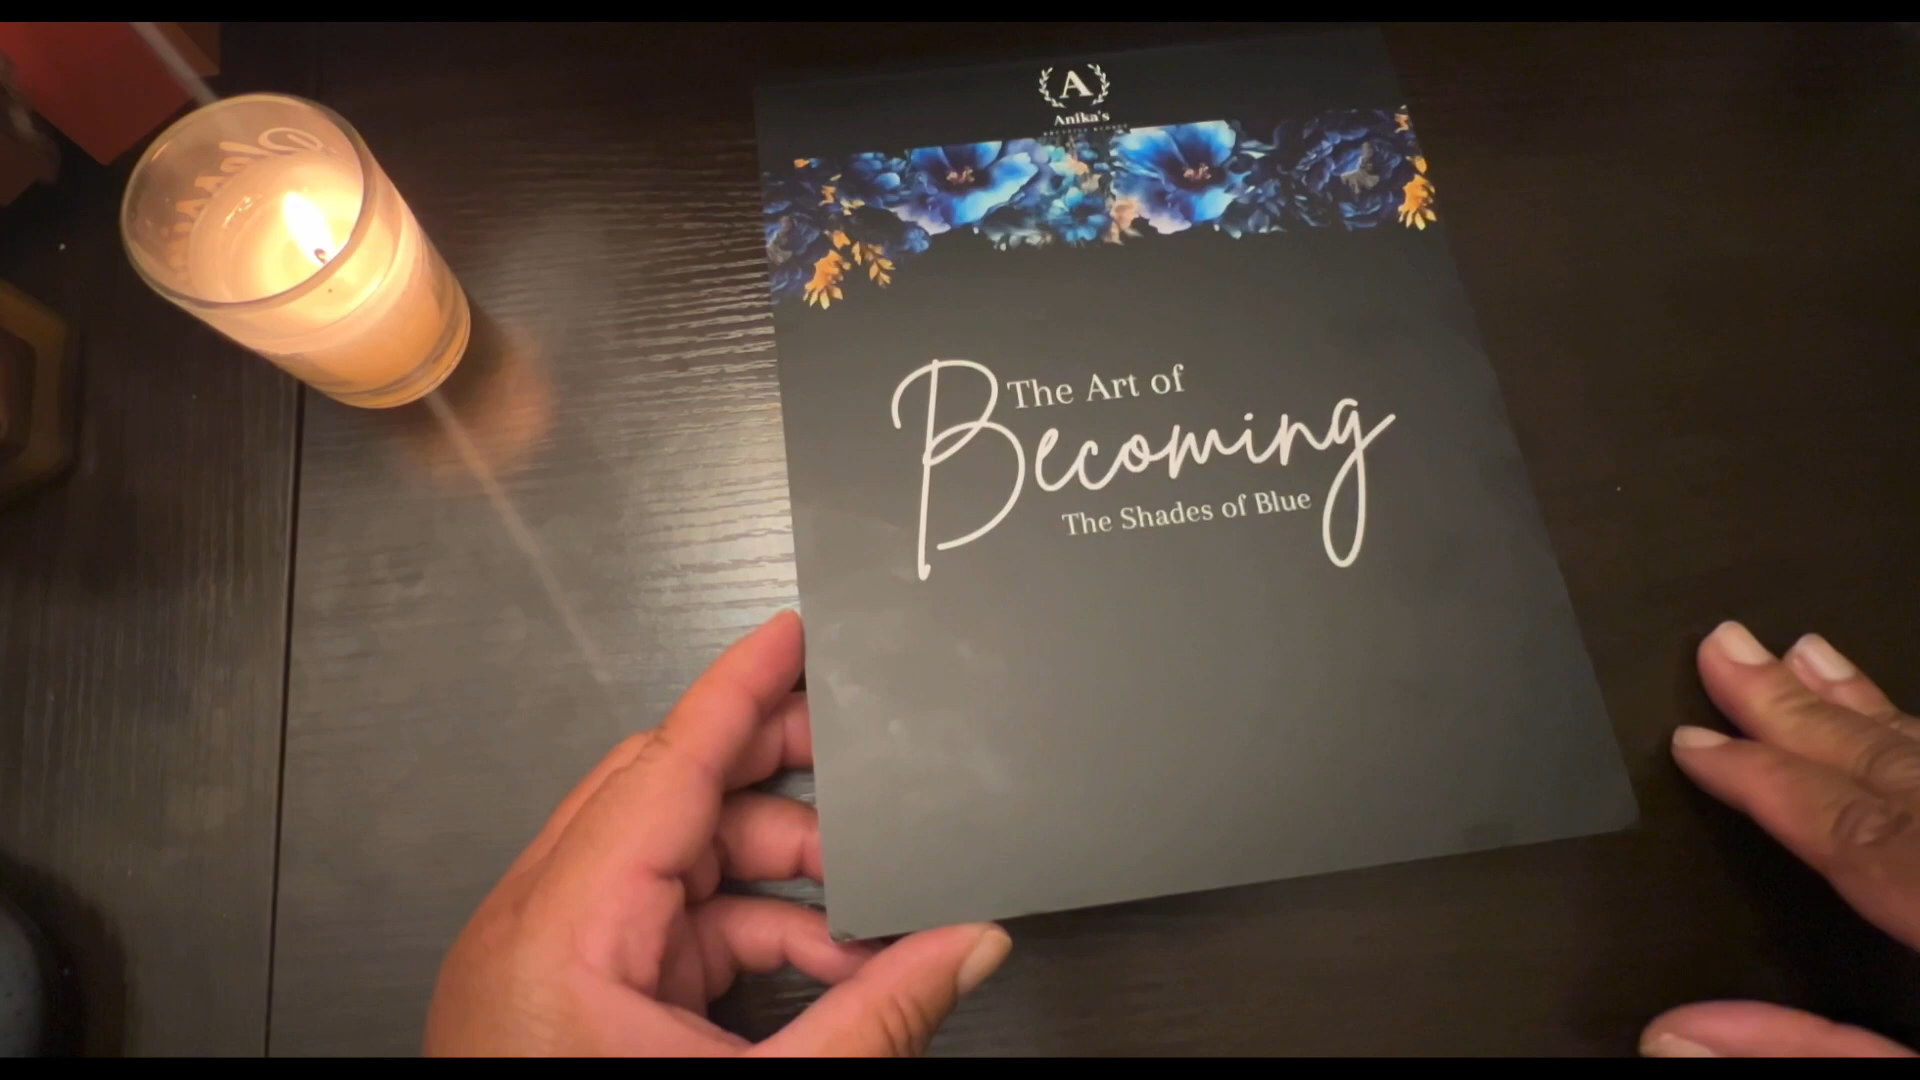 A
Anika's
The Art of
Becoming
The Shades of Blue